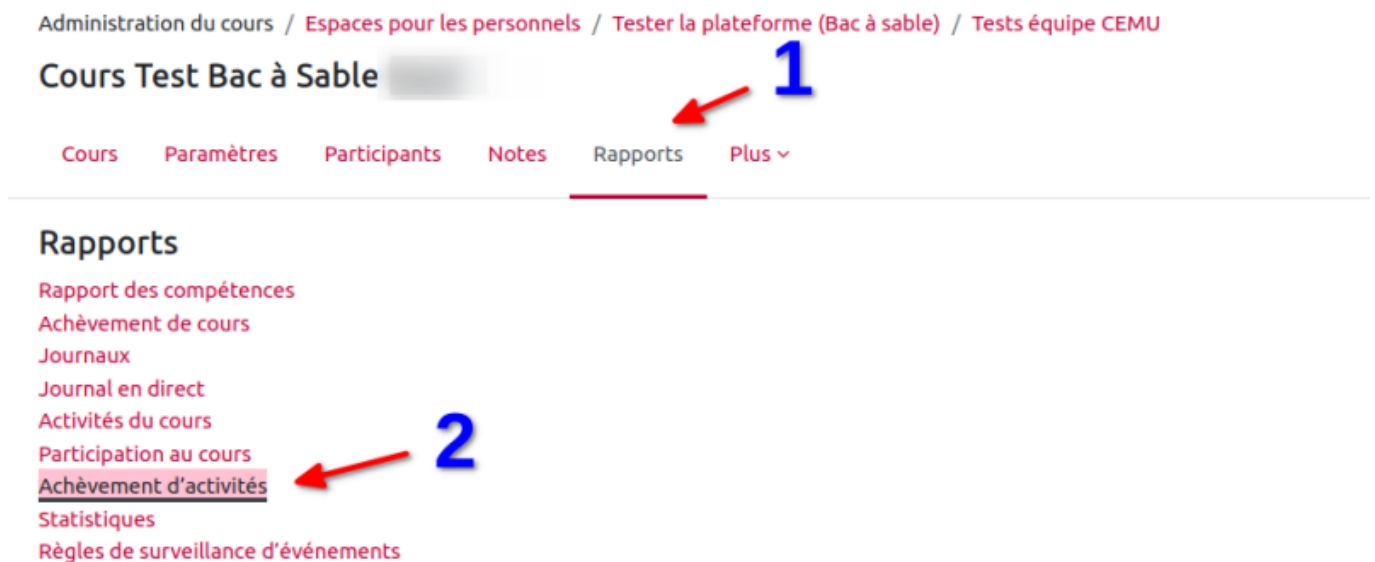 Administration du cours / Espaces pour les personnels / Tester la plateforme (Bac à sable) / Tests équipe CEMU
Cours Test Bac à Sable
1
Cours Paramètres Participants Notes Rapports Plus
Rapports
Rapport des compétences
Achèvement de cours
Journaux
Journal en direct
Activités du cours
2
Participation au cours
Achèvement d'activités
Statistiques
Règles de surveillance d'événements